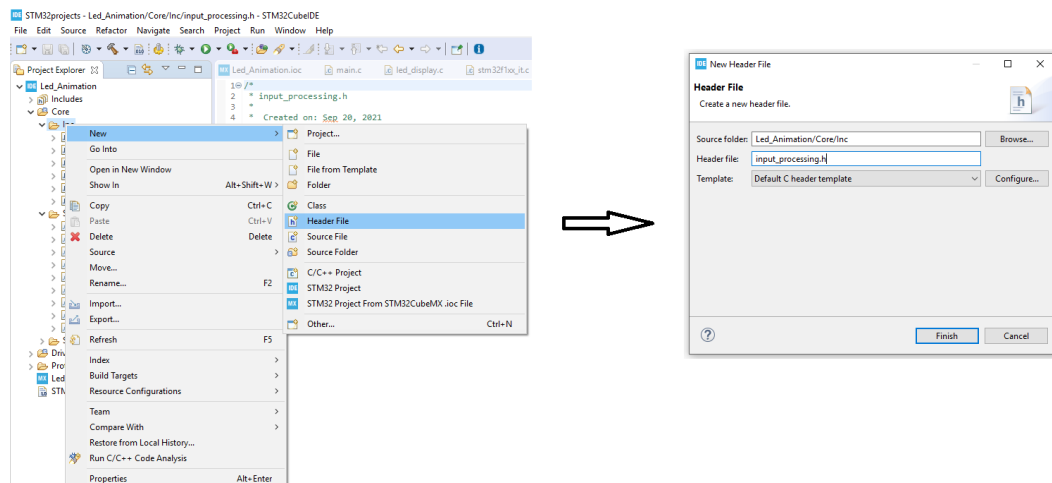 IDE STM32projects - Led_Animation/Core/Inc/input_processing.h - STM32CubeIDE
File Edit Source Refactor Navigate Search Project Run Window Help
Project Explorer
MX Led_Animation.ioc
main.c
led_display.c
stm32f1xx_it.c
IDE Led_Animation
Includes
Core
1 /*
2 * input_processing.h
3 *
4 * Created on: Sep 20, 2021
New
Go Into
Open in New Window
Show In Alt+Shift+W >
Copy Ctrl+C
Paste Ctrl+V
Delete Delete
Source
Move...
Rename... F2
Import...
Export...
Refresh F5
Index
Build Targets
Resource Configurations
Team
Compare With
Restore from Local History...
Run C/C++ Code Analysis
Properties Alt+Enter
Project...
File
File from Template
Folder
Class
Header File
Source File
Source Folder
C/C++ Project
IDE STM32 Project
MX STM32 Project From STM32CubeMX .ioc File
Other... Ctrl+N
IDE New Header File
Header File
Create a new header file.
Source folder: Led_Animation/Core/Inc Browse...
Header file: input_processing.h
Template: Default C header template Configure...
Finish Cancel